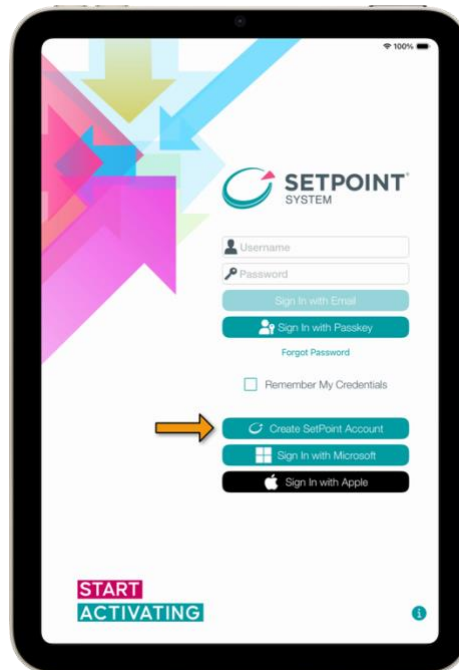 100%
SETPOINT®
SYSTEM
Username
Password
Sign In with Email
Sign In with Passkey
Forgot Password
Remember My Credentials
Create SetPoint Account
Sign In with Microsoft
Sign In with Apple
START
ACTIVATING
i